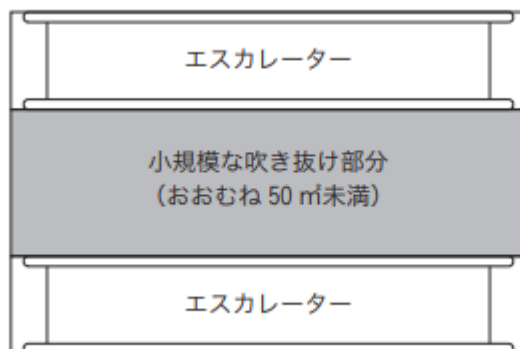 エスカレーター
小規模な吹き抜け部分
（おおむね 50 ㎡未満）
エスカレーター